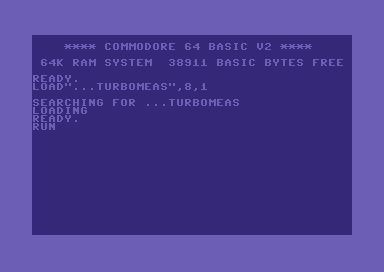 **** COMMODORE 64 BASIC V2 ****
64K RAM SYSTEM  38911 BASIC BYTES FREE
READY.
LOAD"...TURBOMEAS",8,1
SEARCHING FOR ...TURBOMEAS
LOADING
READY.
RUN